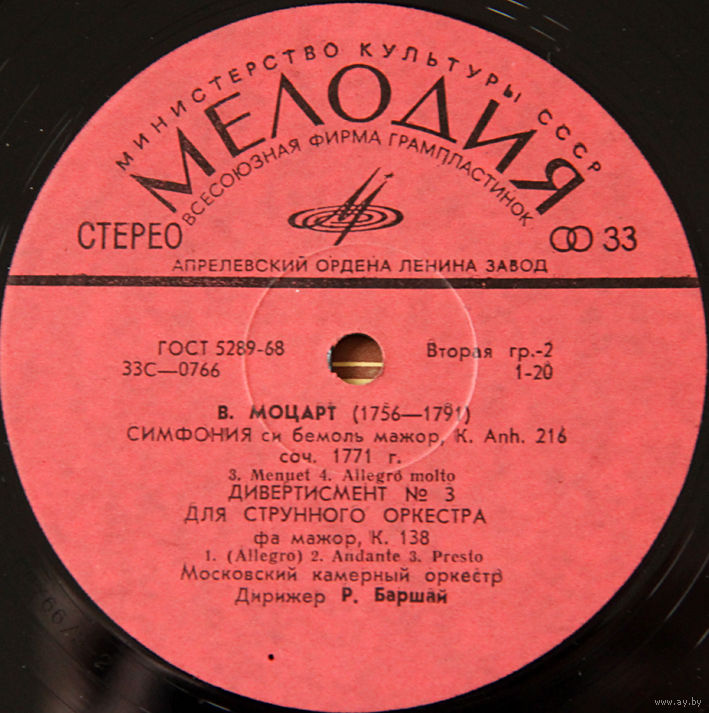 МИНИСТЕРСТВО КУЛЬТУРЫ СССР
МЕЛОДИЯ
ВСЕСОЮЗНАЯ ФИРМА ГРАМПЛАСТИНОК
СТЕРЕО
33
АПРЕЛЕВСКИЙ ОРДЕНА ЛЕНИНА ЗАВОД
ГОСТ 5289-68
Вторая гр.-2
33С—0766
1-20
В. МОЦАРТ (1756—1791)
СИМФОНИЯ си бемоль мажор, К. Anh. 216
соч. 1771 г.
3. Menuet 4. Allegro molto
ДИВЕРТИСМЕНТ № 3
ДЛЯ СТРУННОГО ОРКЕСТРА
фа мажор, К. 138
1. (Allegro) 2. Andante 3. Presto
Московский камерный оркестр
Дирижер Р. Баршай
www.ay.by